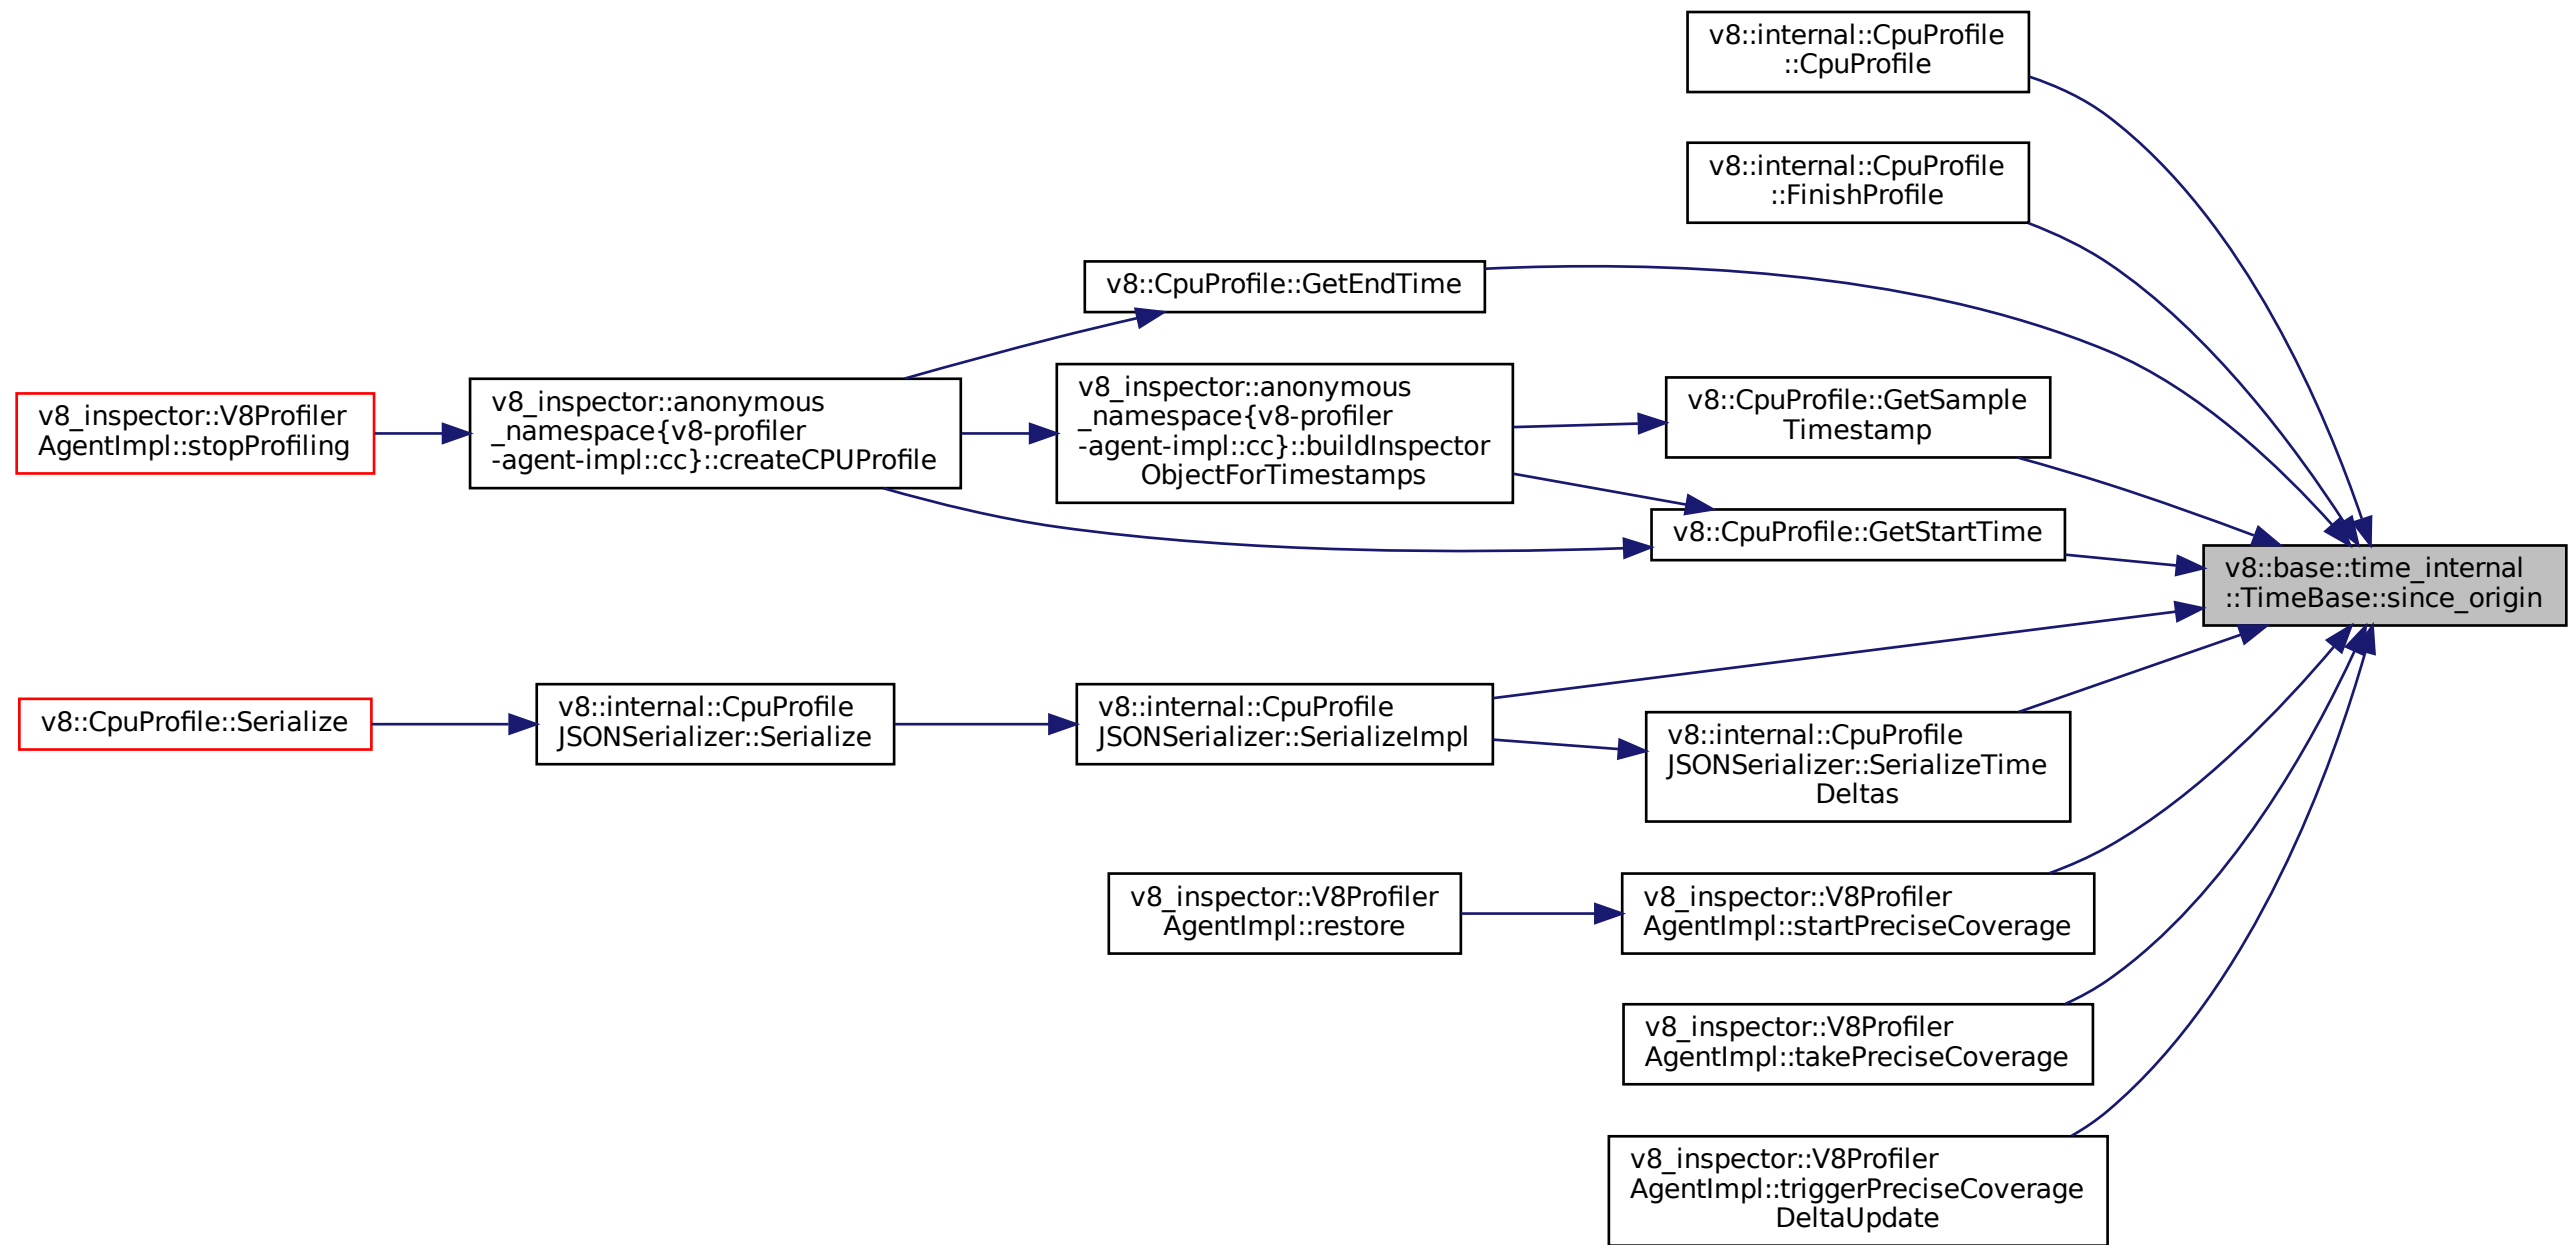 v8::internal::CpuProfile
::CpuProfile
v8::internal::CpuProfile
::FinishProfile
v8::CpuProfile::GetEndTime
v8_inspector::V8Profiler
AgentImpl::stopProfiling
v8_inspector::anonymous
_namespace{v8-profiler
-agent-impl::cc}::createCPUProfile
v8_inspector::anonymous
_namespace{v8-profiler
-agent-impl::cc}::buildInspector
ObjectForTimestamps
v8::CpuProfile::GetSample
Timestamp
v8::CpuProfile::GetStartTime
v8::base::time_internal
::TimeBase::since_origin
v8::CpuProfile::Serialize
v8::internal::CpuProfile
JSONSerializer::Serialize
v8::internal::CpuProfile
JSONSerializer::SerializeImpl
v8::internal::CpuProfile
JSONSerializer::SerializeTime
Deltas
v8_inspector::V8Profiler
AgentImpl::restore
v8_inspector::V8Profiler
AgentImpl::startPreciseCoverage
v8_inspector::V8Profiler
AgentImpl::takePreciseCoverage
v8_inspector::V8Profiler
AgentImpl::triggerPreciseCoverage
DeltaUpdate